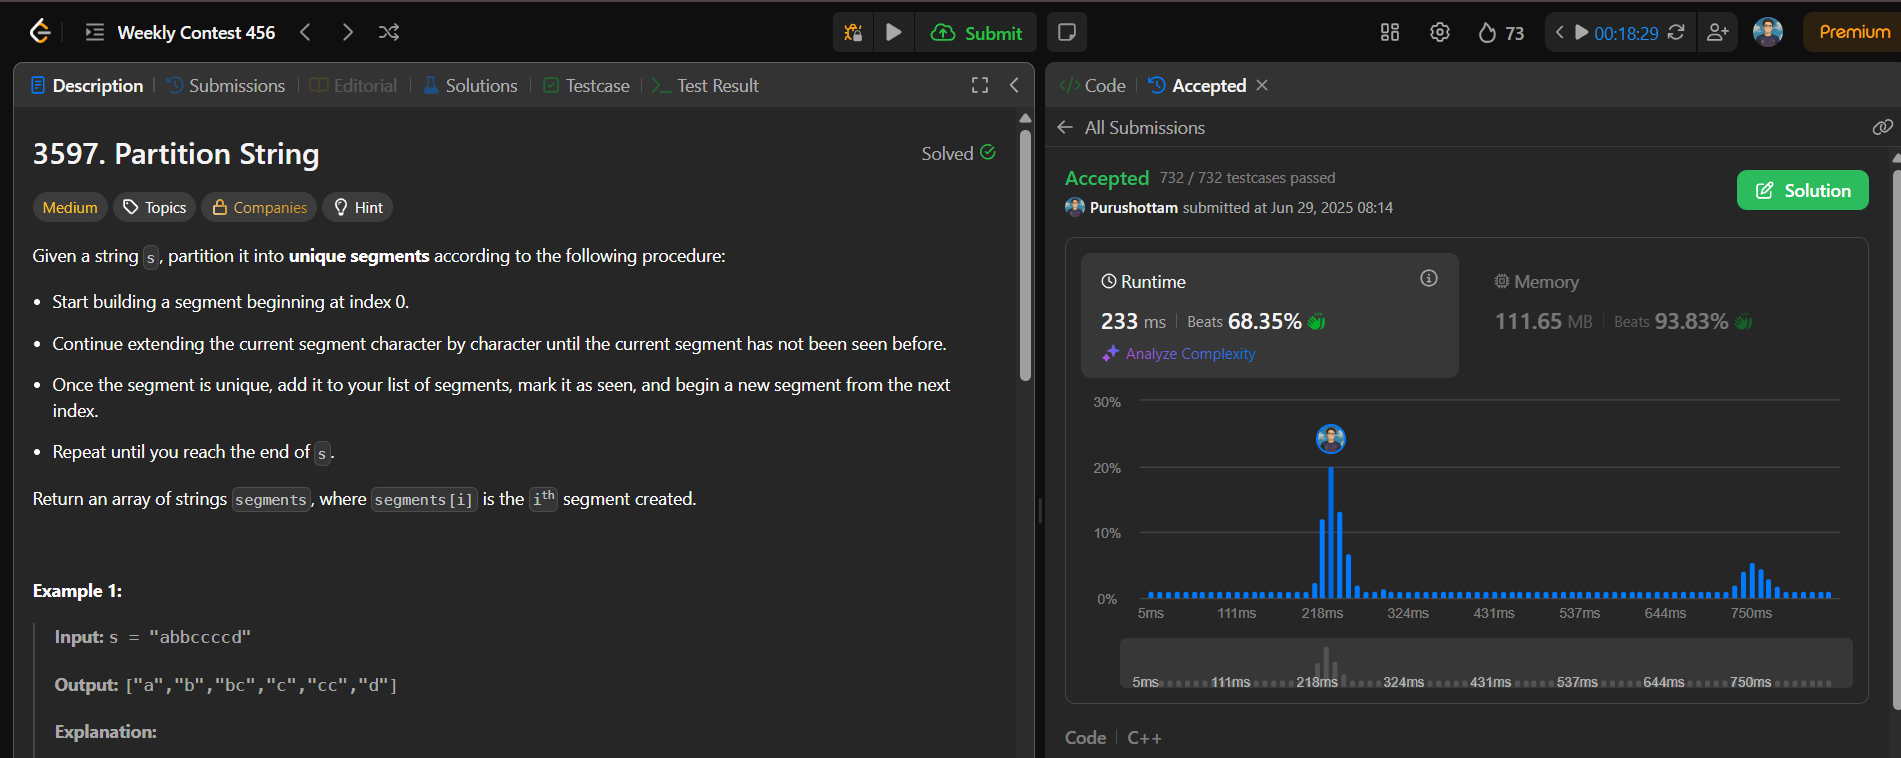 Weekly Contest 456
Submit
73
00:18:29
Premium
Description
Submissions
Editorial
Solutions
Testcase
Test Result
3597. Partition String
Solved
Medium
Topics
Companies
Hint
Given a string s, partition it into unique segments according to the following procedure:
• Start building a segment beginning at index 0.
• Continue extending the current segment character by character until the current segment has not been seen before.
• Once the segment is unique, add it to your list of segments, mark it as seen, and begin a new segment from the next
index.
• Repeat until you reach the end of s.
Return an array of strings segments, where segments[i] is the ith segment created.
Example 1:
Input: s = "abbccccd"
Output: ["a","b","bc","c","cc","d"]
Explanation:
</> Code
Accepted
All Submissions
Accepted 732 / 732 testcases passed
Purushottam submitted at Jun 29, 2025 08:14
Solution
Runtime
233 ms Beats 68.35%
Analyze Complexity
Memory
111.65 MB Beats 93.83%
30%
20%
10%
0%
5ms 111ms 218ms 324ms 431ms 537ms 644ms 750ms
5ms 111ms 218ms 324ms 431ms 537ms 644ms 750ms
Code C++